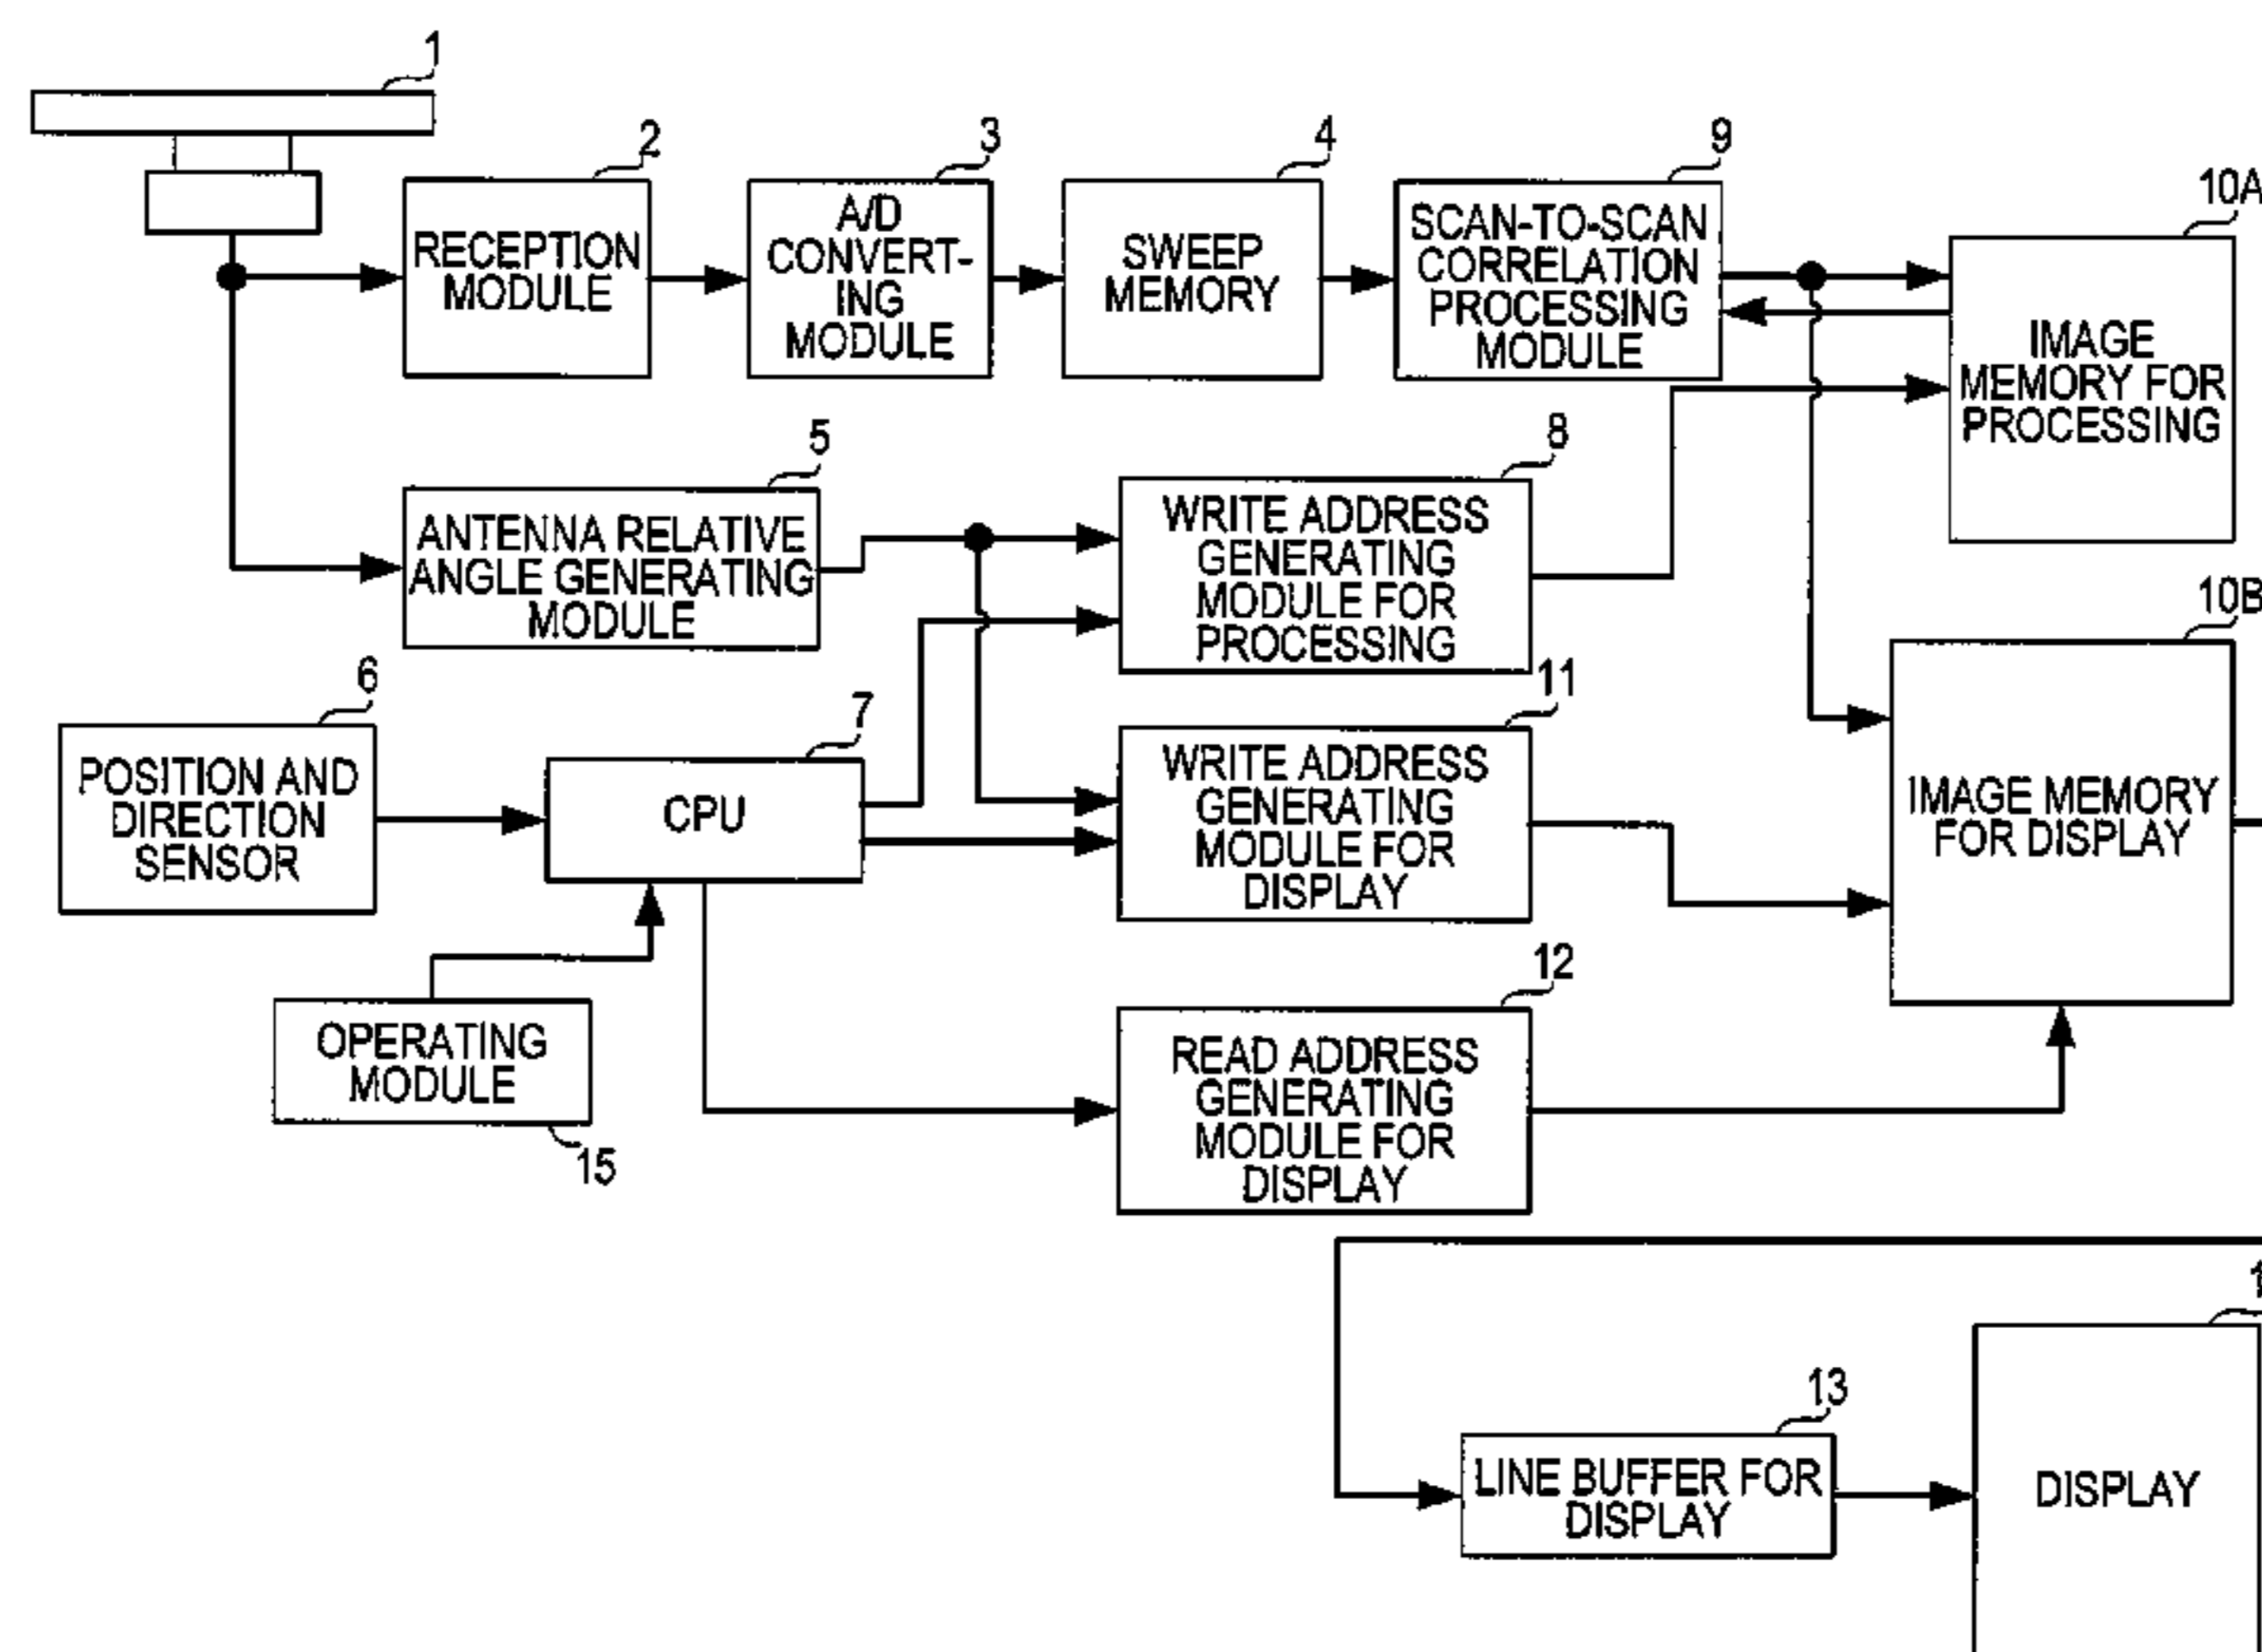 1
2
3
4
9
10A
RECEPTION
MODULE
A/D
CONVERT-
ING
MODULE
SWEEP
MEMORY
SCAN-TO-SCAN
CORRELATION
PROCESSING
MODULE
IMAGE
MEMORY FOR
PROCESSING
5
8
ANTENNA RELATIVE
ANGLE GENERATING
MODULE
WRITE ADDRESS
GENERATING
MODULE FOR
PROCESSING
10B
6
7
11
POSITION AND
DIRECTION
SENSOR
CPU
WRITE ADDRESS
GENERATING
MODULE FOR
DISPLAY
IMAGE MEMORY
FOR DISPLAY
12
OPERATING
MODULE
15
READ ADDRESS
GENERATING
MODULE FOR
DISPLAY
13
LINE BUFFER FOR
DISPLAY
DISPLAY